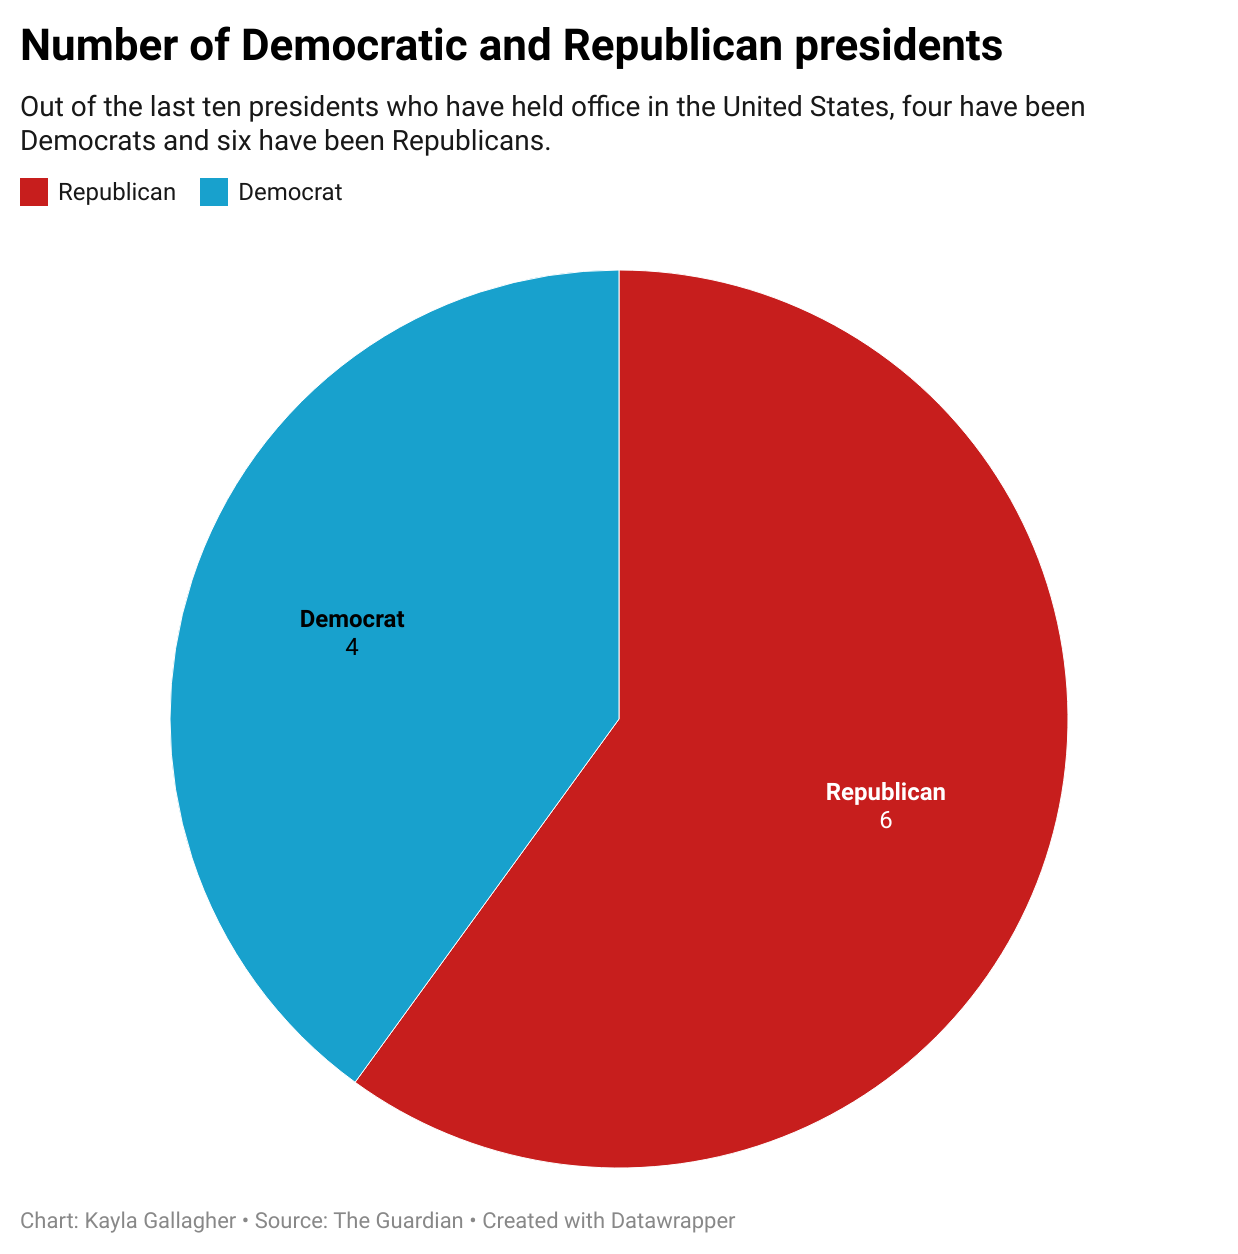 Number of Democratic and Republican presidents
Out of the last ten presidents who have held office in the United States, four have been
Democrats and six have been Republicans.
Republican Democrat
Democrat
4
Republican
6
Chart: Kayla Gallagher • Source: The Guardian • Created with Datawrapper